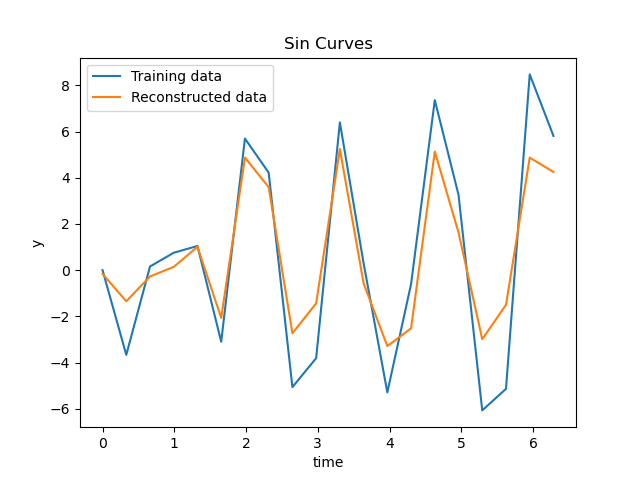 Sin Curves
Training data
Reconstructed data
8
6
4
2
0
−2
−4
−6
y
0 1 2 3 4 5 6
time